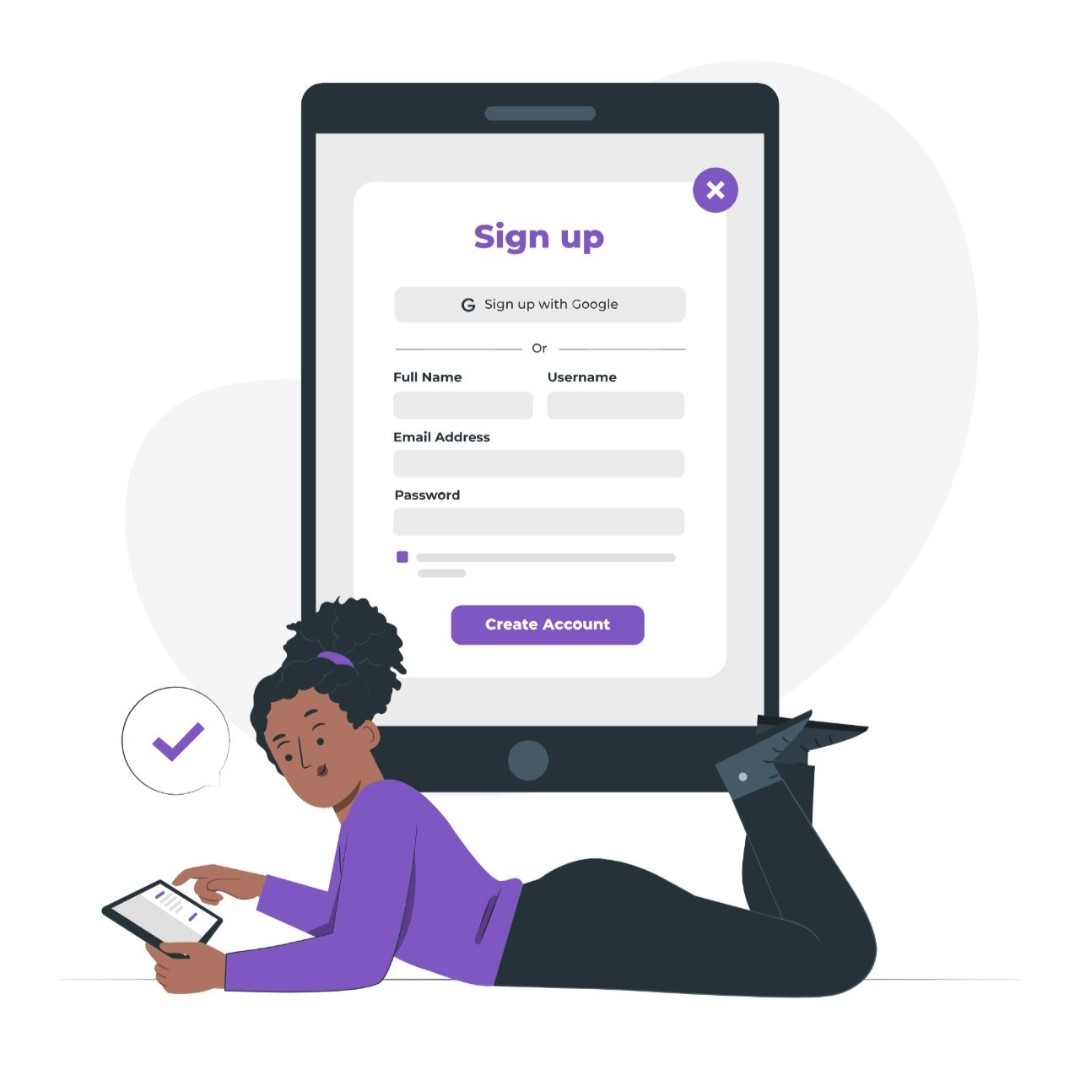 Sign up
G Sign up with Google
Or
Full Name Username
Email Address
Password
Create Account